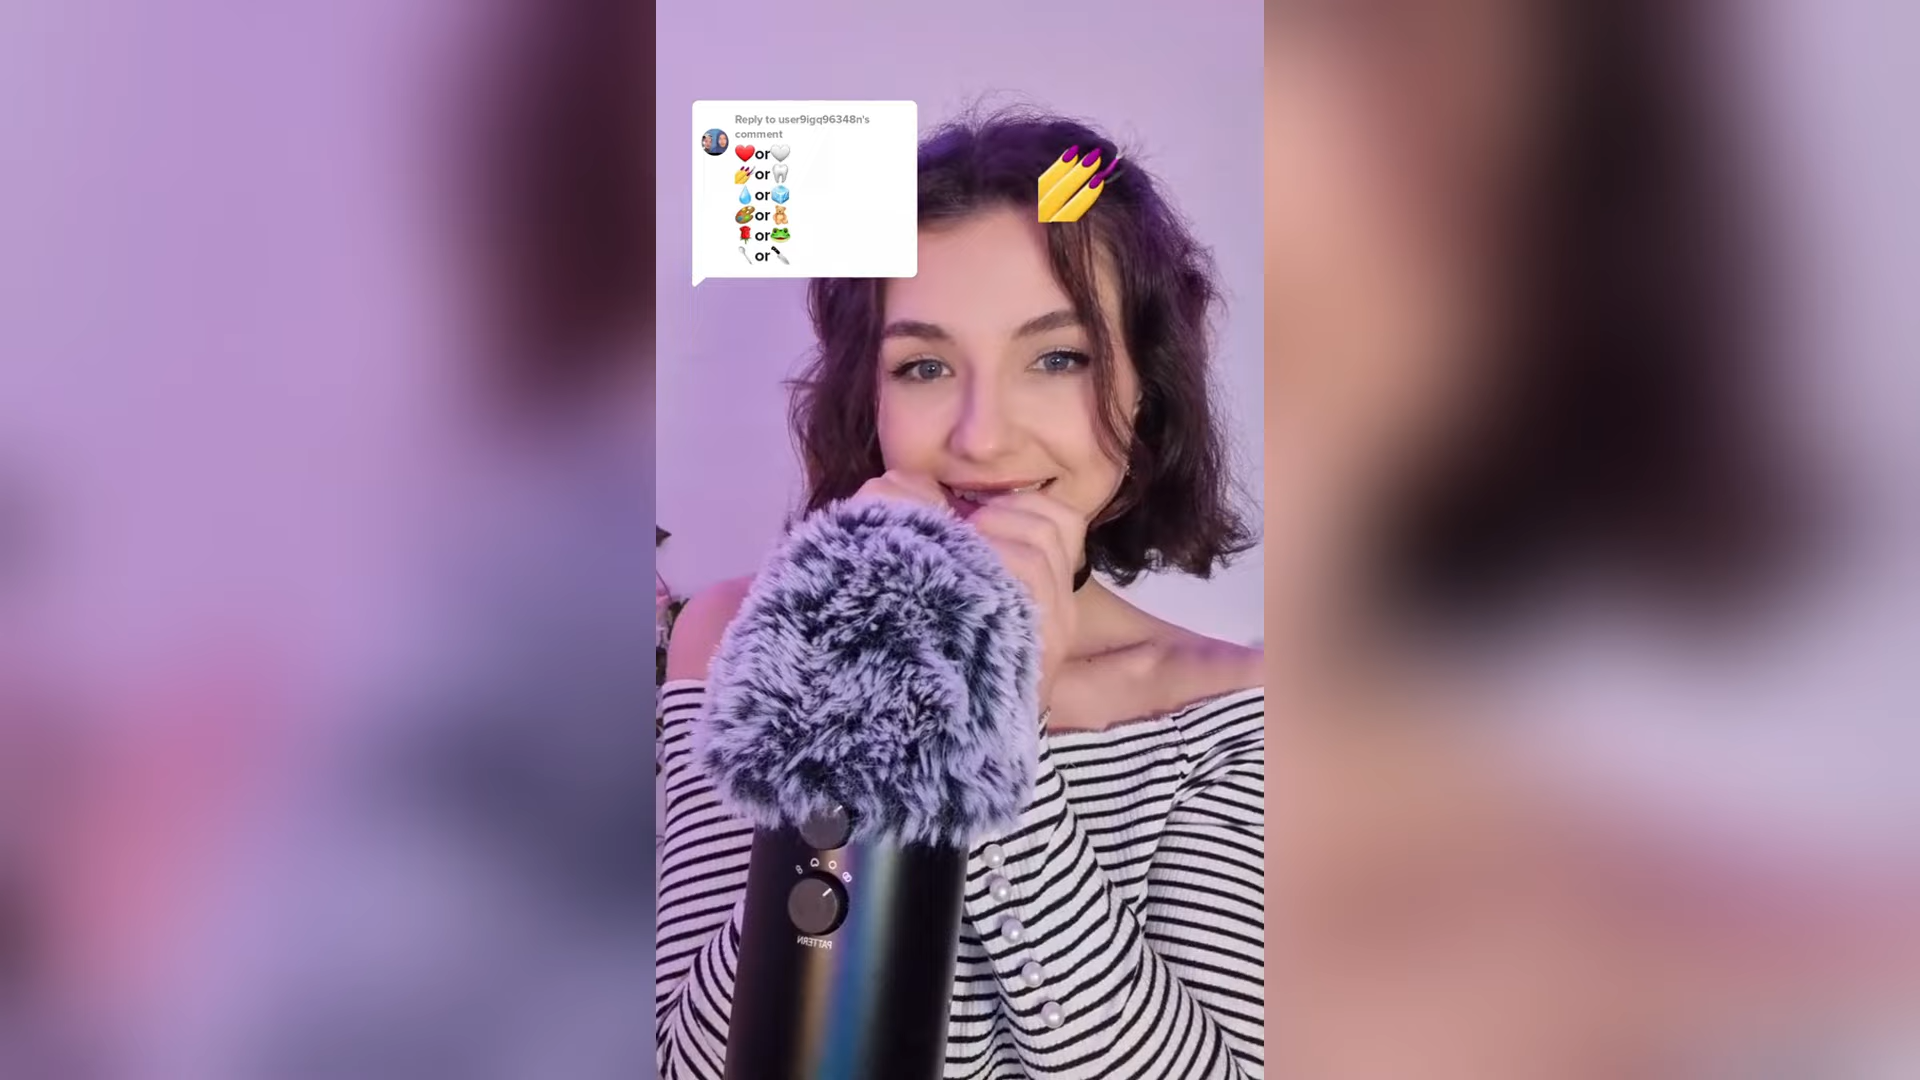 Reply to user9igq96348n's
comment
❤️or🤍
💅or🦷
💧or🧊
🎨or🧸
🌹or🐸
🥄or🔪
PATTERN